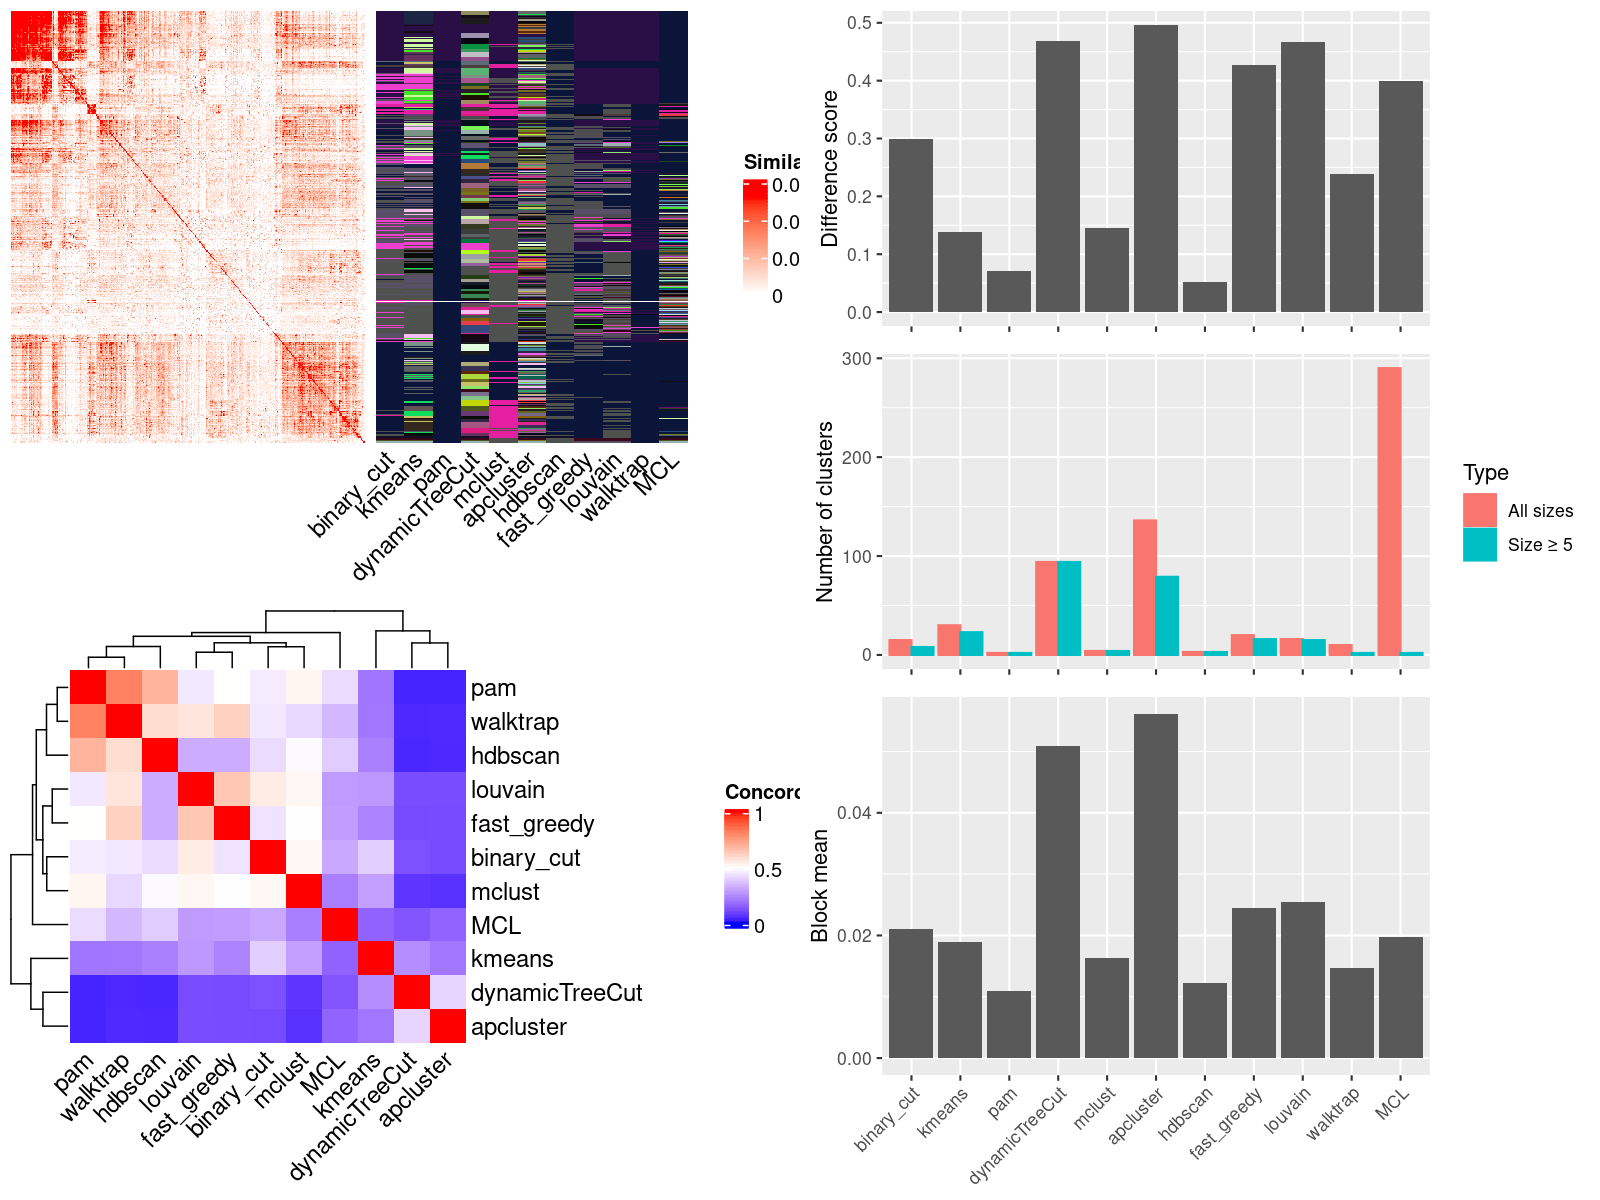 Simila
0.0
0.0
0.0
0
binary_cut
kmeans
pam
dynamicTreeCut
mclust
apcluster
hdbscan
fast_greedy
louvain
walktrap
MCL
pam
walktrap
hdbscan
louvain
fast_greedy
binary_cut
mclust
MCL
kmeans
dynamicTreeCut
apcluster
pam
walktrap
hdbscan
louvain
fast_greedy
binary_cut
mclust
MCL
kmeans
dynamicTreeCut
apcluster
Concord
1
0.5
0
Difference score
0.5
0.4
0.3
0.2
0.1
0.0
Number of clusters
300
200
100
0
Type
All sizes
Size ≥ 5
Block mean
0.04
0.02
0.00
binary_cut
kmeans
pam
dynamicTreeCut
mclust
apcluster
hdbscan
fast_greedy
louvain
walktrap
MCL